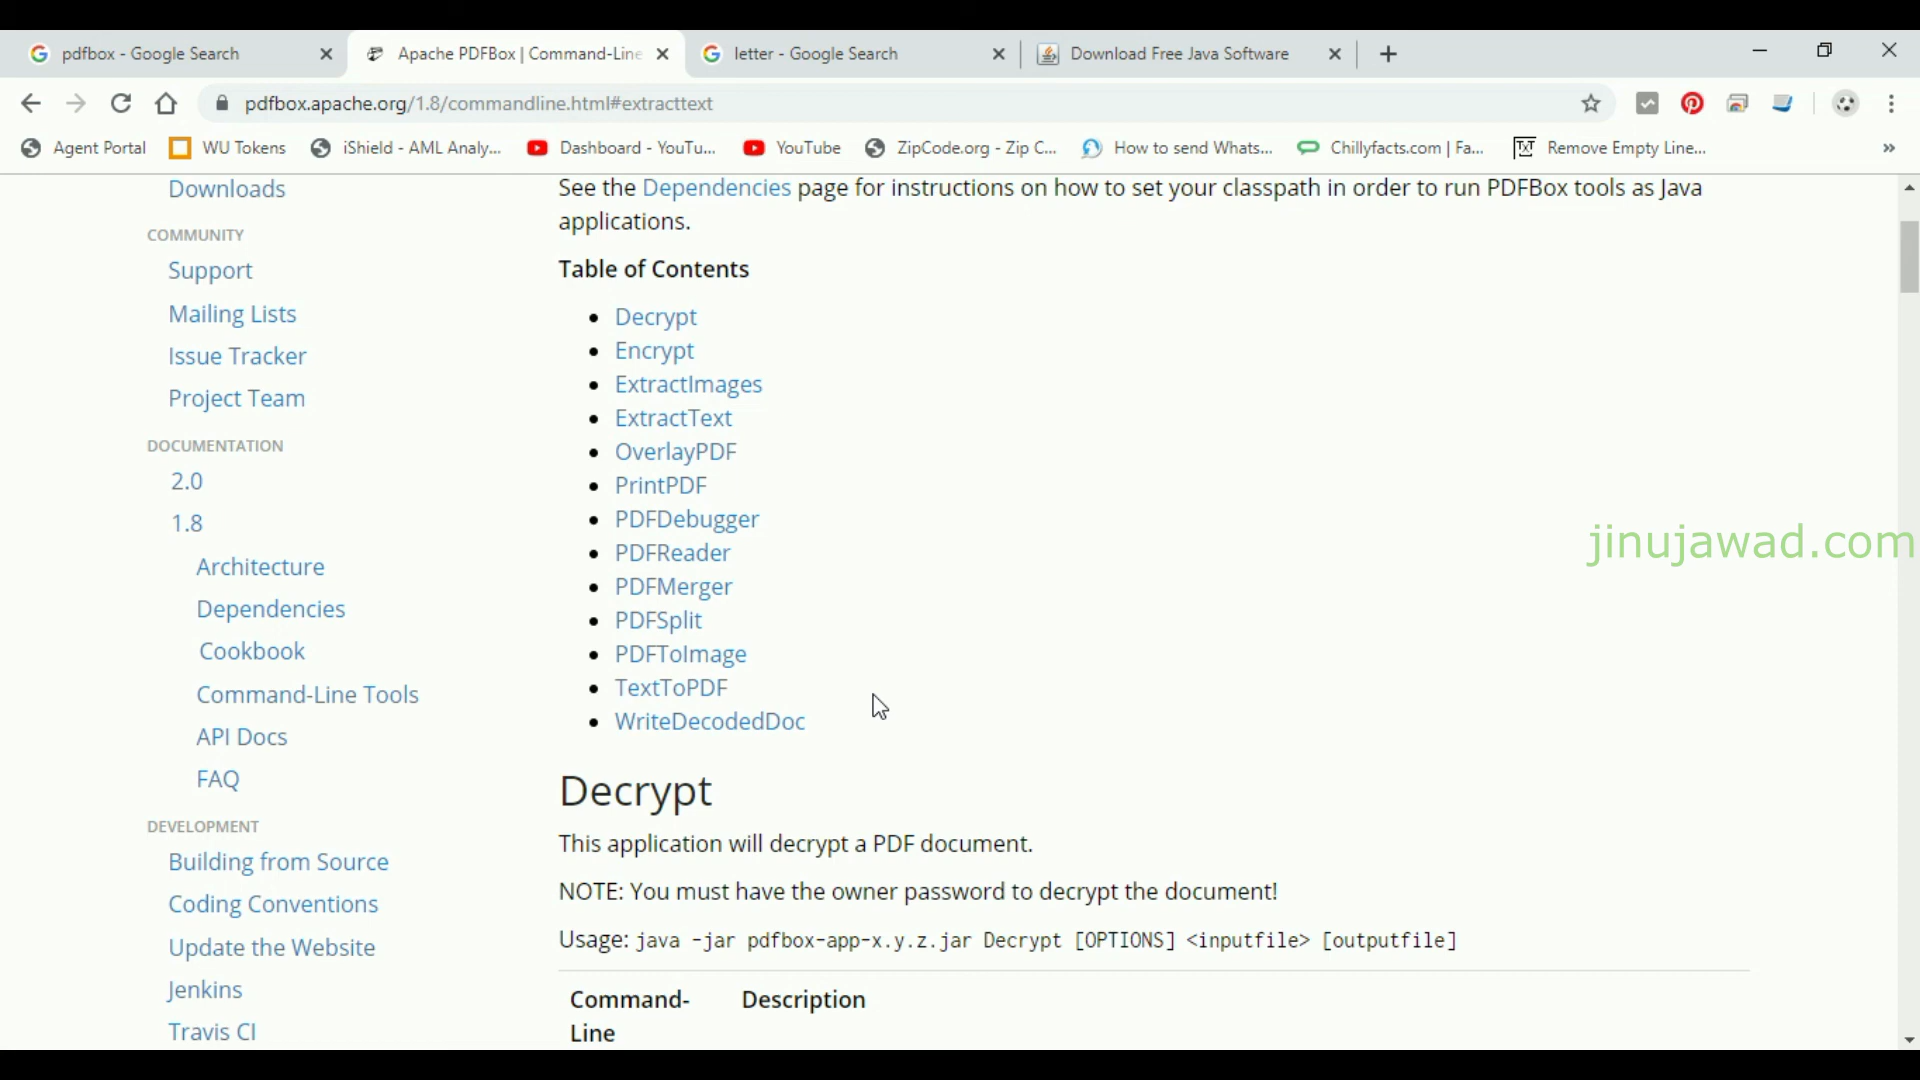 pdfbox - Google Search
Apache PDFBox | Command-Line
letter - Google Search
Download Free Java Software
pdfbox.apache.org/1.8/commandline.html#extracttext
Agent Portal
WU Tokens
iShield - AML Analy...
Dashboard - YouTu...
YouTube
ZipCode.org - Zip C...
How to send Whats...
Chillyfacts.com | Fa...
TXT
Remove Empty Line...
Downloads
COMMUNITY
Support
Mailing Lists
Issue Tracker
Project Team
DOCUMENTATION
2.0
1.8
Architecture
Dependencies
Cookbook
Command-Line Tools
API Docs
FAQ
DEVELOPMENT
Building from Source
Coding Conventions
Update the Website
Jenkins
Travis CI
See the Dependencies page for instructions on how to set your classpath in order to run PDFBox tools as Java
applications.
Table of Contents
Decrypt
Encrypt
ExtractImages
ExtractText
OverlayPDF
PrintPDF
PDFDebugger
PDFReader
PDFMerger
PDFSplit
PDFToImage
TextToPDF
WriteDecodedDoc
Decrypt
This application will decrypt a PDF document.
NOTE: You must have the owner password to decrypt the document!
Usage: java -jar pdfbox-app-x.y.z.jar Decrypt [OPTIONS] <inputfile> [outputfile]
Command-
Line
Description
jinujawad.com